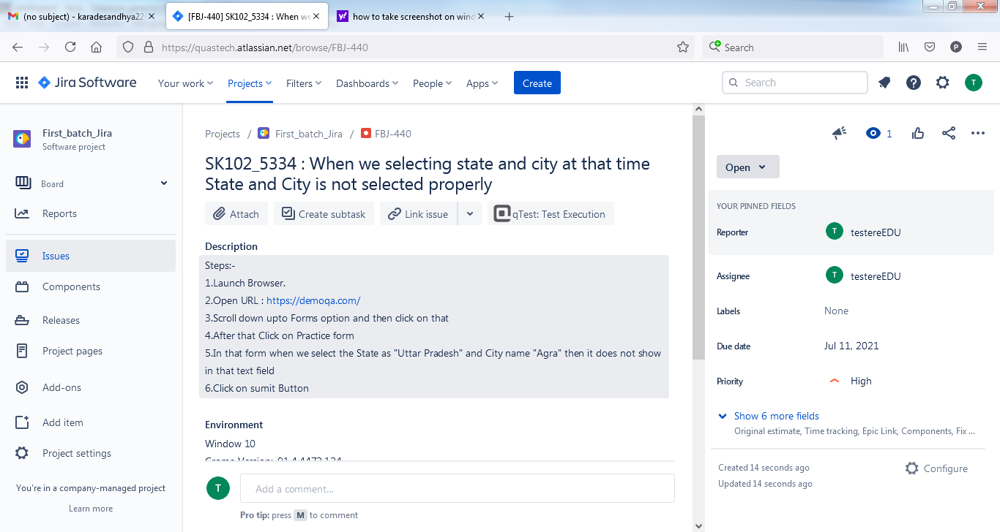 (no subject) - karadesandhya22
[FBJ-440] SK102_5334 : When we
how to take screenshot on wind
https://quastech.atlassian.net/browse/FBJ-440
Search
P
Jira Software
Your work
Projects
Filters
Dashboards
People
Apps
Create
Search
T
First_batch_Jira
Software project
Board
Reports
Issues
Components
Releases
Project pages
Add-ons
Add item
Project settings
You're in a company-managed project
Learn more
Projects / First_batch_Jira / FBJ-440
SK102_5334 : When we selecting state and city at that time
State and City is not selected properly
Attach
Create subtask
Link issue
qTest: Test Execution
Description
Steps:-
1.Launch Browser.
2.Open URL : https://demoqa.com/
3.Scroll down upto Forms option and then click on that
4.After that Click on Practice form
5.In that form when we select the State as "Uttar Pradesh" and City name "Agra" then it does not show
in that text field
6.Click on sumit Button
Environment
Window 10
Crome Version: 91.4.4472.124
T
Add a comment...
Pro tip: press M to comment
1
Open
YOUR PINNED FIELDS
Reporter
T testereEDU
Assignee
T testereEDU
Labels
None
Due date
Jul 11, 2021
Priority
High
Show 6 more fields
Original estimate, Time tracking, Epic Link, Components, Fix ...
Created 14 seconds ago
Updated 14 seconds ago
Configure